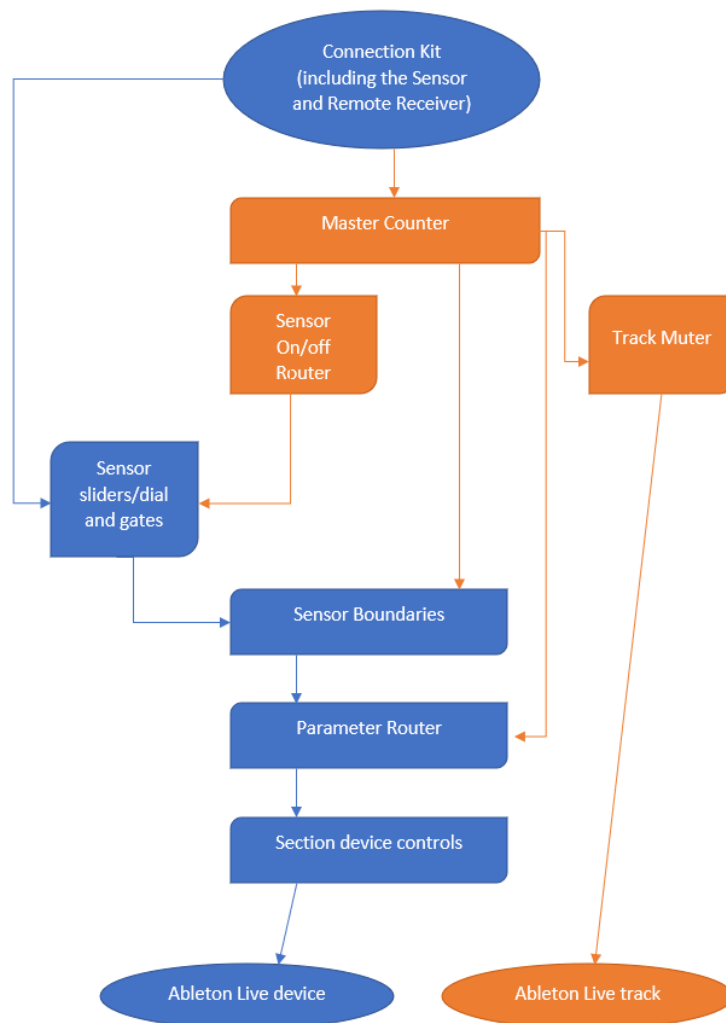 Connection Kit
(including the Sensor
and Remote Receiver)
Master Counter
Sensor
On/off
Router
Track Muter
Sensor
sliders/dial
and gates
Sensor Boundaries
Parameter Router
Section device controls
Ableton Live device
Ableton Live track